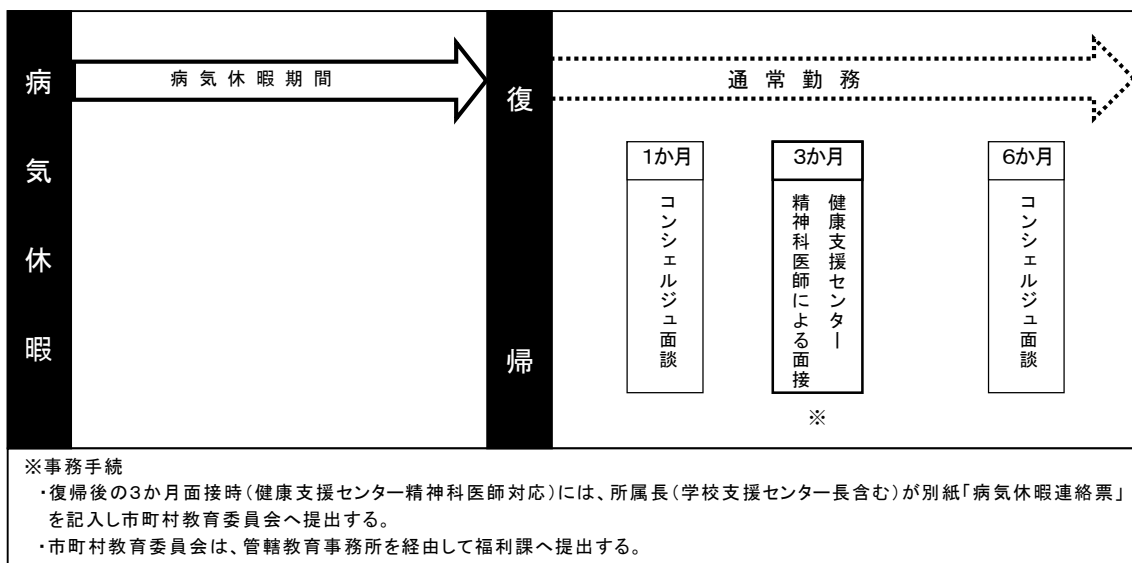 病気休暇
病気休暇期間
復帰
通常勤務
1か月
コンシェルジュ面談
3か月
健康支援センター
精神科医師による面接
※
6か月
コンシェルジュ面談
※事務手続
・復帰後の3か月面接時(健康支援センター精神科医師対応)には、所属長(学校支援センター長含む)が別紙「病気休暇連絡票」
を記入し市町村教育委員会へ提出する。
・市町村教育委員会は、管轄教育事務所を経由して福利課へ提出する。